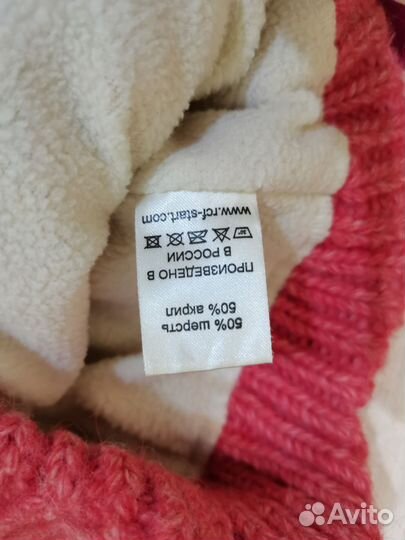 50% шерсть
50% акрил
ПРОИЗВЕДЕНО В
В РОССИИ
www.rcf-start.com
Avito